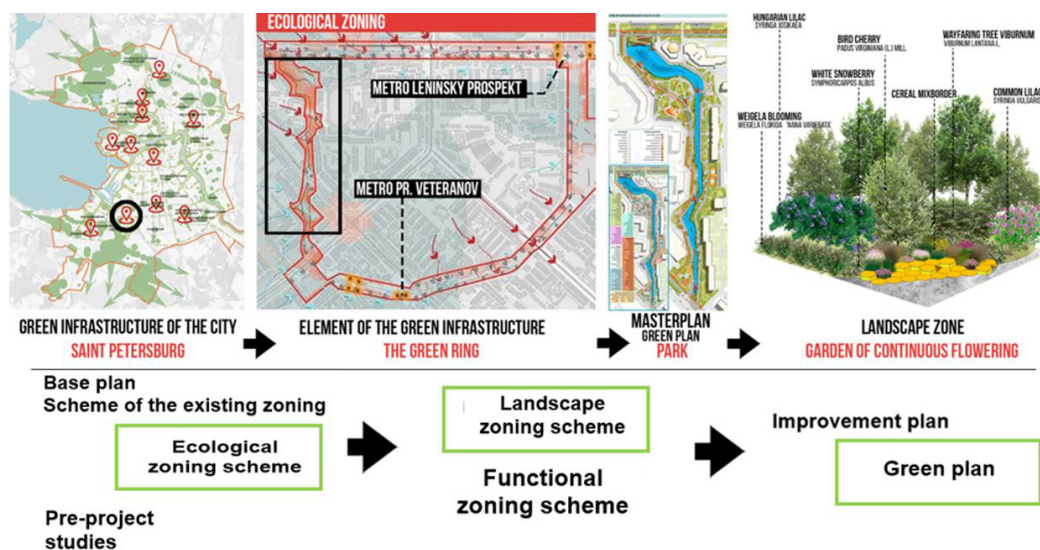 ECOLOGICAL ZONING
METRO LENINSKY PROSPEKT
METRO PR. VETERANOV
HUNGARIAN LILAC
SYRINGA JOSIKAEA
BIRD CHERRY
PADUS VIRGINIANA (L.) MILL.
WAYFARING TREE VIBURNUM
VIBURNUM LANTANA L.
WHITE SNOWBERRY
SYMPHORICARPOS ALBUS
CEREAL MIXBORDER
COMMON LILAC
SYRINGA VULGARIS
WEIGELA BLOOMING
WEIGELA FLORIDA 'NANA VARIEGATA'
GREEN INFRASTRUCTURE OF THE CITY
SAINT PETERSBURG
ELEMENT OF THE GREEN INFRASTRUCTURE
THE GREEN RING
MASTERPLAN
GREEN PLAN
PARK
LANDSCAPE ZONE
GARDEN OF CONTINUOUS FLOWERING
Base plan
Scheme of the existing zoning
Ecological
zoning scheme
Pre-project
studies
Landscape
zoning scheme
Functional
zoning scheme
Improvement plan
Green plan